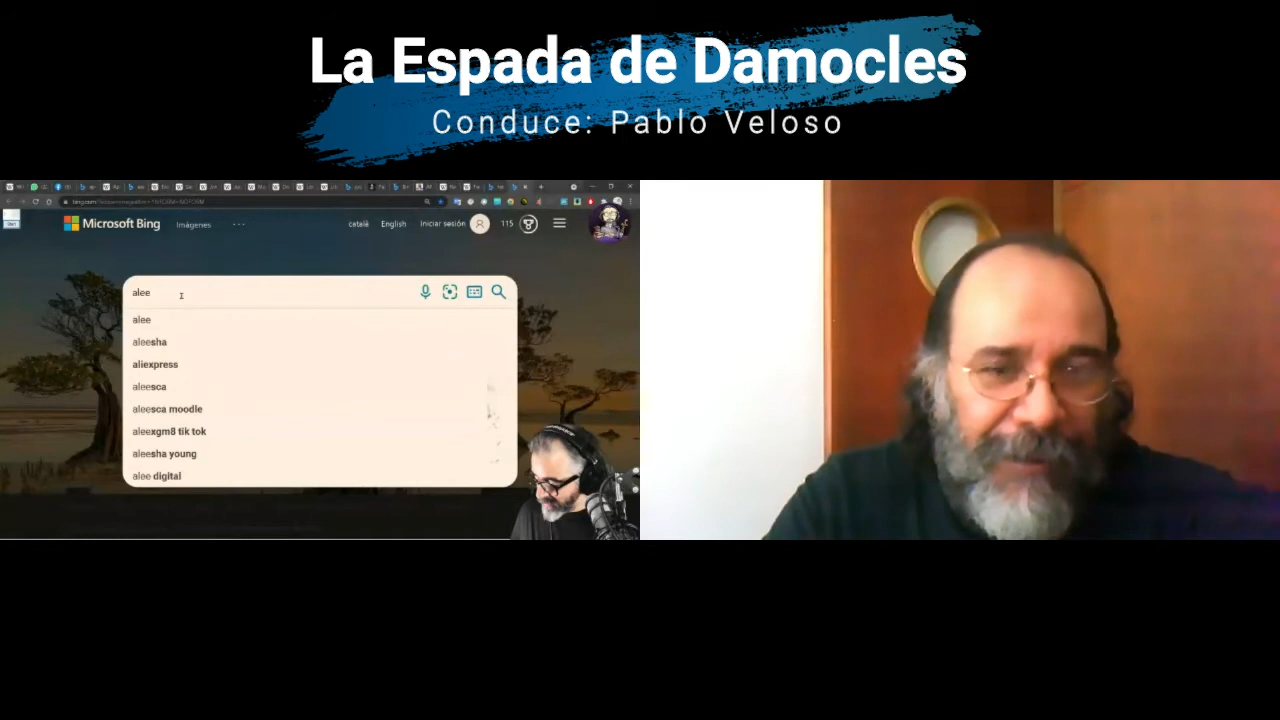 La Espada de Damocles
Conduce: Pablo Veloso
Microsoft Bing
Imágenes
català
English
Iniciar sesión
R
115
alee
alee
aleesha
aliexpress
aleesca
aleesca moodle
aleexgm8 tik tok
aleesha young
alee digital